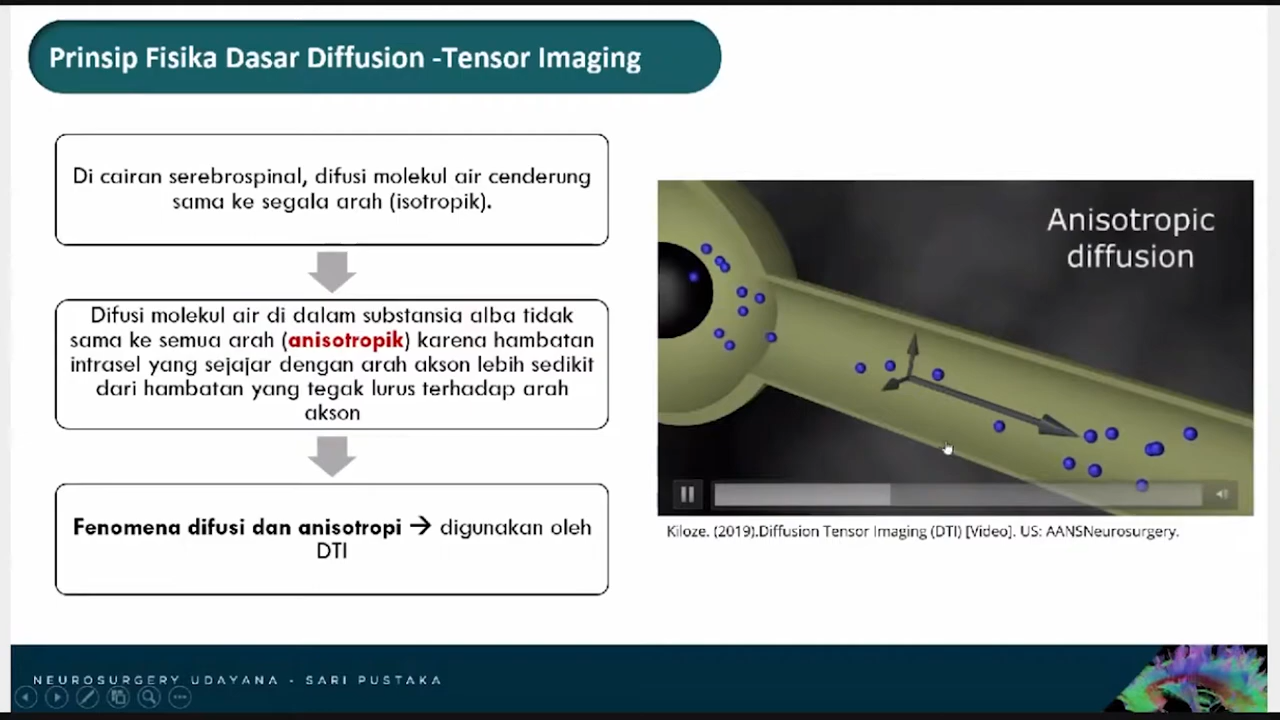 Prinsip Fisika Dasar Diffusion -Tensor Imaging
Di cairan serebrospinal, difusi molekul air cenderung
sama ke segala arah (isotropik).
Difusi molekul air di dalam substansia alba tidak
sama ke semua arah (anisotropik) karena hambatan
intrasel yang sejajar dengan arah akson lebih sedikit
dari hambatan yang tegak lurus terhadap arah
akson
Fenomena difusi dan anisotropi → digunakan oleh
DTI
Anisotropic
diffusion
Kiloze. (2019).Diffusion Tensor Imaging (DTI) [Video]. US: AANSNeurosurgery.
NEUROSURGERY UDAYANA - SARI PUSTAKA